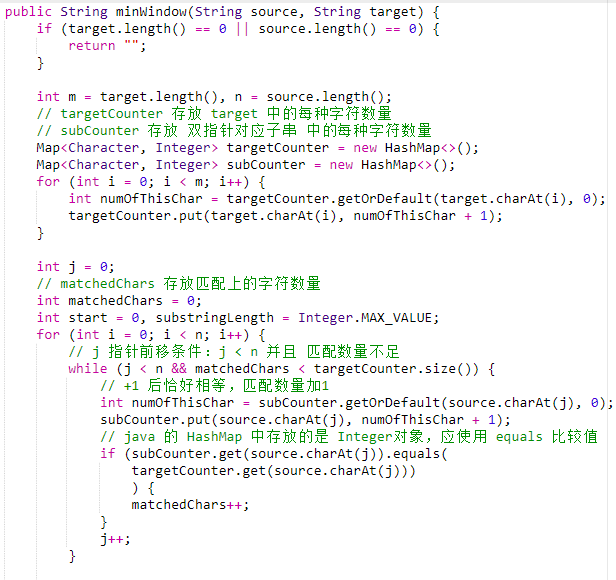 public String minWindow(String source, String target) {
    if (target.length() == 0 || source.length() == 0) {
        return "";
    }

    int m = target.length(), n = source.length();
    // targetCounter 存放 target 中的每种字符数量
    // subCounter 存放 双指针对应子串 中的每种字符数量
    Map<Character, Integer> targetCounter = new HashMap<>();
    Map<Character, Integer> subCounter = new HashMap<>();
    for (int i = 0; i < m; i++) {
        int numOfThisChar = targetCounter.getOrDefault(target.charAt(i), 0);
        targetCounter.put(target.charAt(i), numOfThisChar + 1);
    }

    int j = 0;
    // matchedChars 存放匹配上的字符数量
    int matchedChars = 0;
    int start = 0, substringLength = Integer.MAX_VALUE;
    for (int i = 0; i < n; i++) {
        // j 指针前移条件：j < n 并且 匹配数量不足
        while (j < n && matchedChars < targetCounter.size()) {
            // +1 后恰好相等，匹配数量加1
            int numOfThisChar = subCounter.getOrDefault(source.charAt(j), 0);
            subCounter.put(source.charAt(j), numOfThisChar + 1);
            // java 的 HashMap 中存放的是 Integer对象，应使用 equals 比较值
            if (subCounter.get(source.charAt(j)).equals(
                targetCounter.get(source.charAt(j)))
                ) {
                matchedChars++;
            }
            j++;
        }